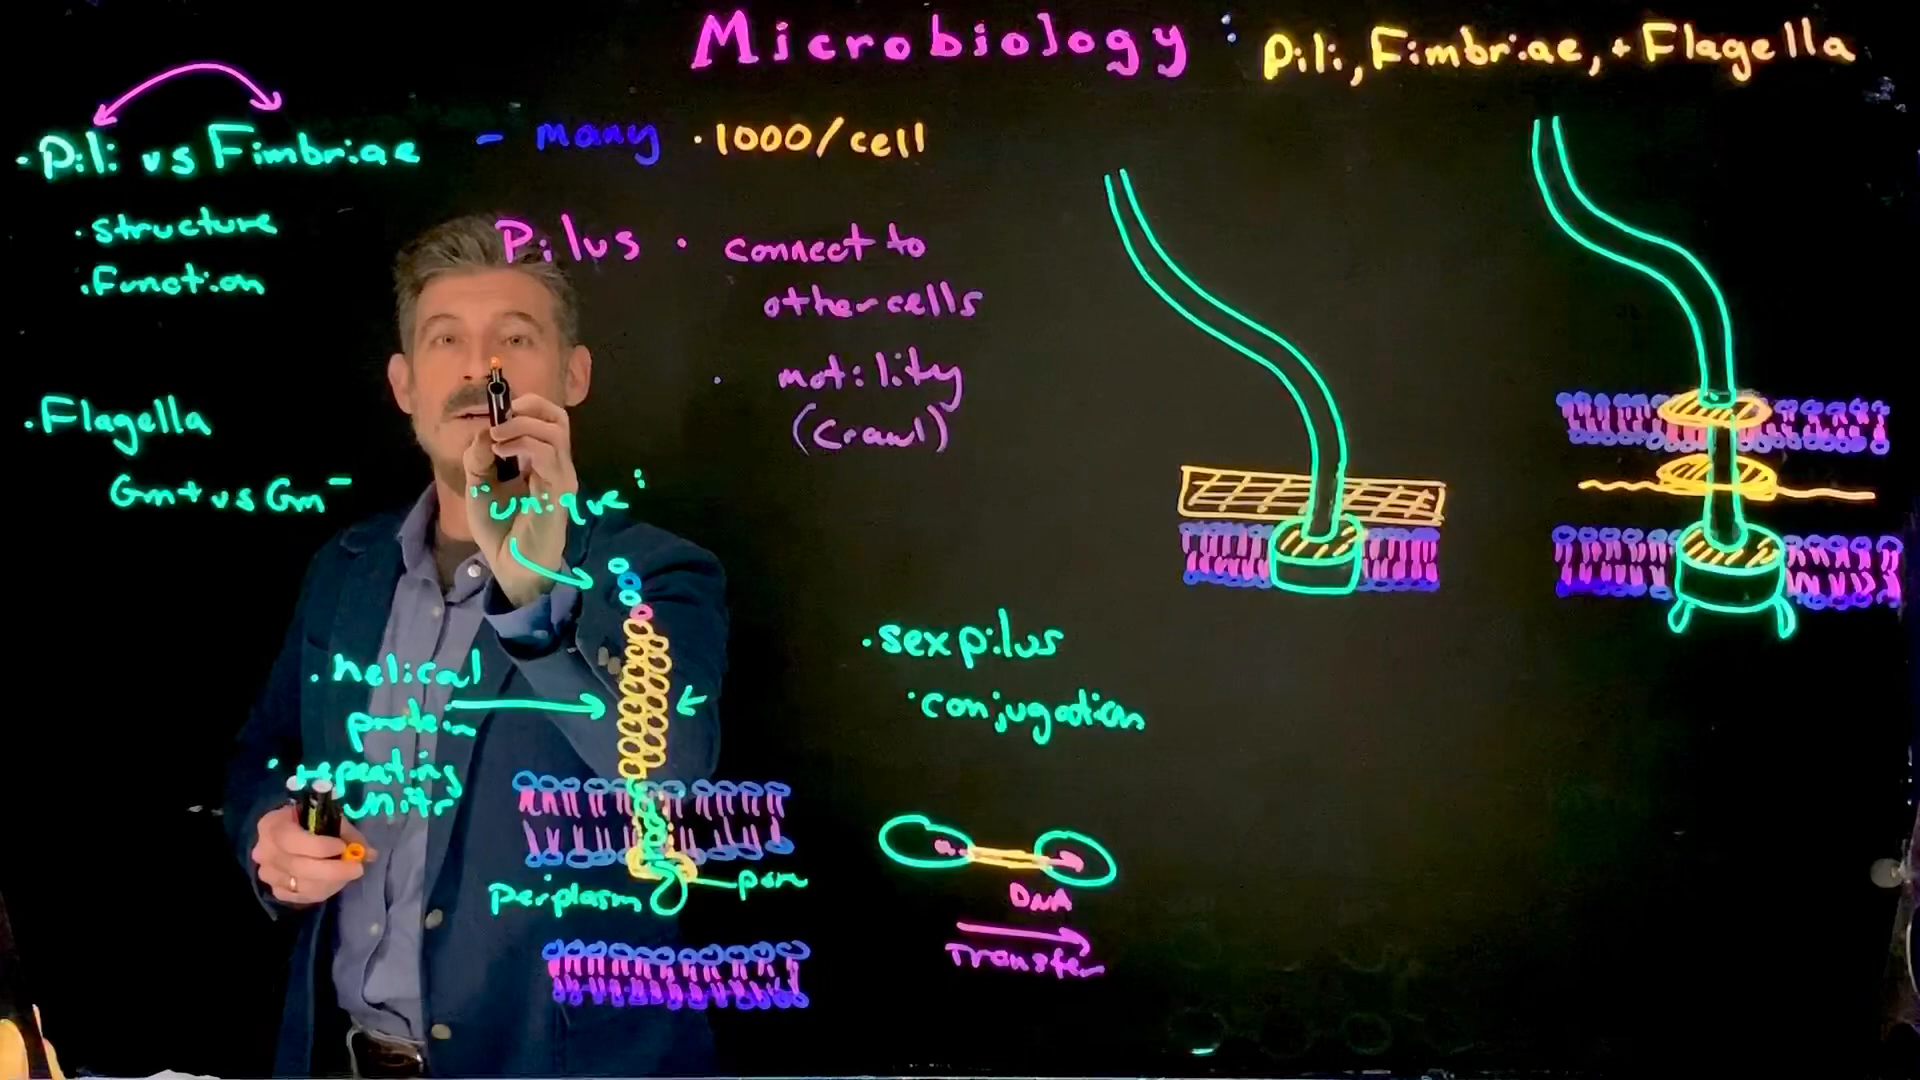 Microbiology: Pili, Fimbriae, + Flagella
· Pili vs Fimbriae
· structure
· Function
· Flagella
Gm+ vs Gm-
- many · 1000/cell
Pilus · connect to
other cells
· motility
(crawl)
"unique"
· helical
protein
· repeating
units
periplasm
pore
· sex pilus
· conjugation
DNA
Transfer